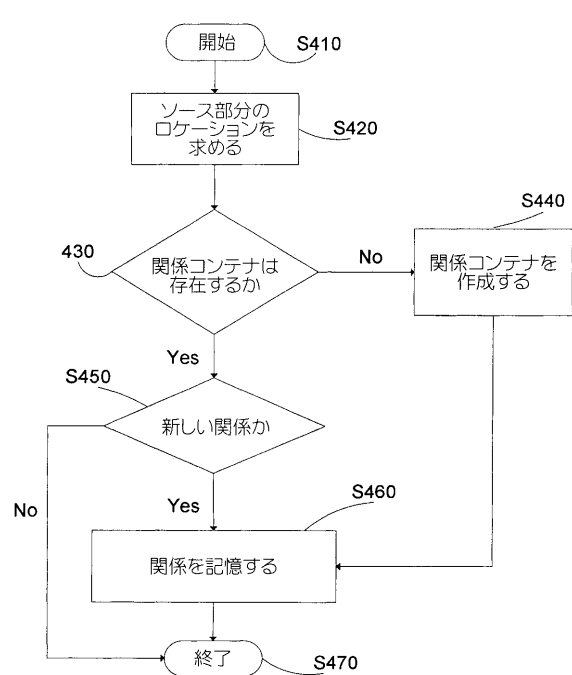 開始
S410
ソース部分の
ロケーションを
求める
S420
S440
430
関係コンテナは
存在するか
No
関係コンテナを
作成する
Yes
S450
新しい関係か
No
Yes
S460
関係を記憶する
終了
S470